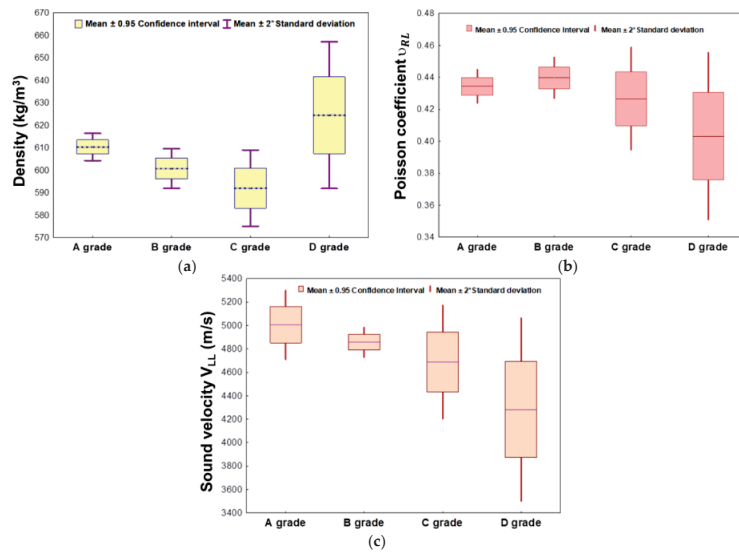 Mean ± 0.95 Confidence interval Mean ± 2* Standard deviation
Density (kg/m³)
670
660
650
640
630
620
610
600
590
580
570
A grade B grade C grade D grade
(a)
Mean ± 0.95 Confidence interval Mean ± 2* Standard deviation
Poisson coefficient υRL
0.48
0.46
0.44
0.42
0.40
0.38
0.36
0.34
A grade B grade C grade D grade
(b)
Mean ± 0.95 Confidence Interval Mean ± 2* Standard deviation
Sound velocity VLL (m/s)
5400
5200
5000
4800
4600
4400
4200
4000
3800
3600
3400
A grade B grade C grade D grade
(c)